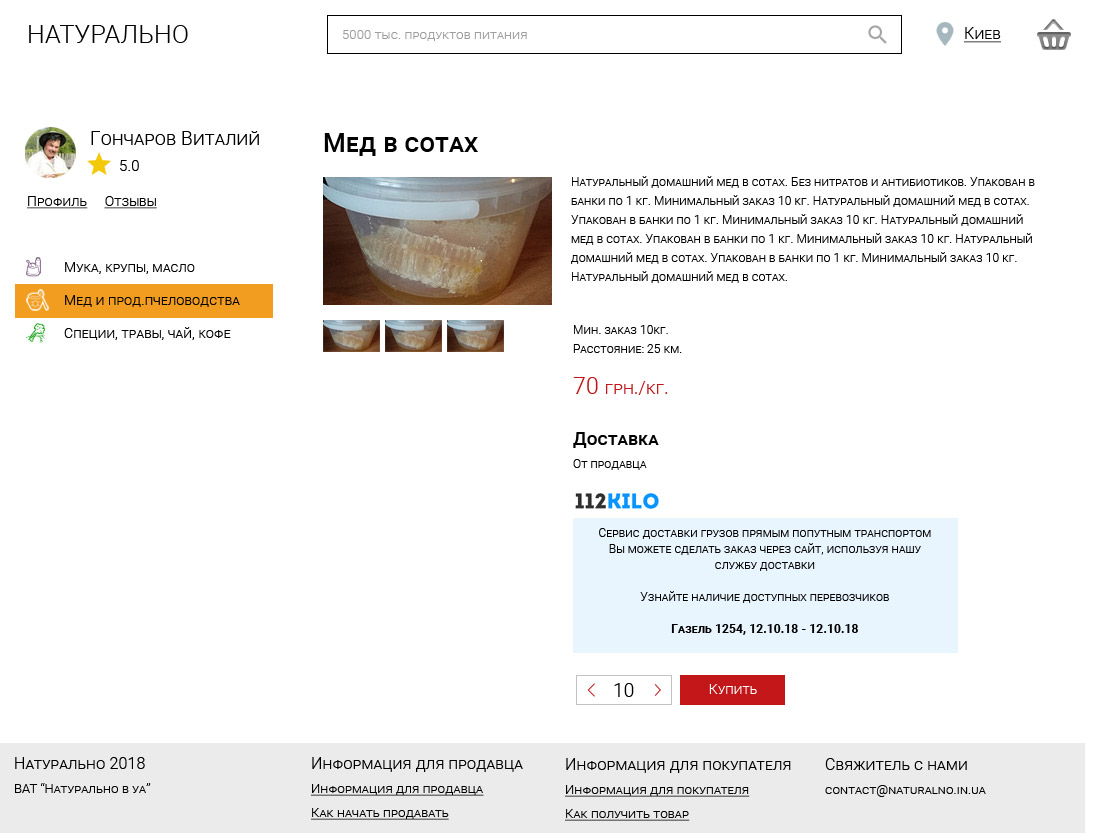 НАТУРАЛЬНО
5000 тыс. продуктов питания
Киев
Гончаров Виталий
5.0
Профиль Отзывы
Мука, крупы, масло
Мед и прод.пчеловодства
Специи, травы, чай, кофе
Мед в сотах
Натуральный домашний мед в сотах. Без нитратов и антибиотиков. Упакован в
банки по 1 кг. Минимальный заказ 10 кг. Натуральный домашний мед в сотах.
Упакован в банки по 1 кг. Минимальный заказ 10 кг. Натуральный домашний
мед в сотах. Упакован в банки по 1 кг. Минимальный заказ 10 кг. Натуральный
домашний мед в сотах. Упакован в банки по 1 кг. Минимальный заказ 10 кг.
Натуральный домашний мед в сотах.
Мин. заказ 10кг.
Расстояние: 25 км.
70 грн./кг.
Доставка
От продавца
112KILO
Сервис доставки грузов прямым попутным транспортом
Вы можете сделать заказ через сайт, используя нашу
службу доставки
Узнайте наличие доступных перевозчиков
Газель 1254, 12.10.18 - 12.10.18
10
Купить
Натурально 2018
ВАТ “Натурально в уа”
Информация для продавца
Информация для продавца
Как начать продавать
Информация для покупателя
Информация для покупателя
Как получить товар
Свяжитель с нами
contact@naturalno.in.ua